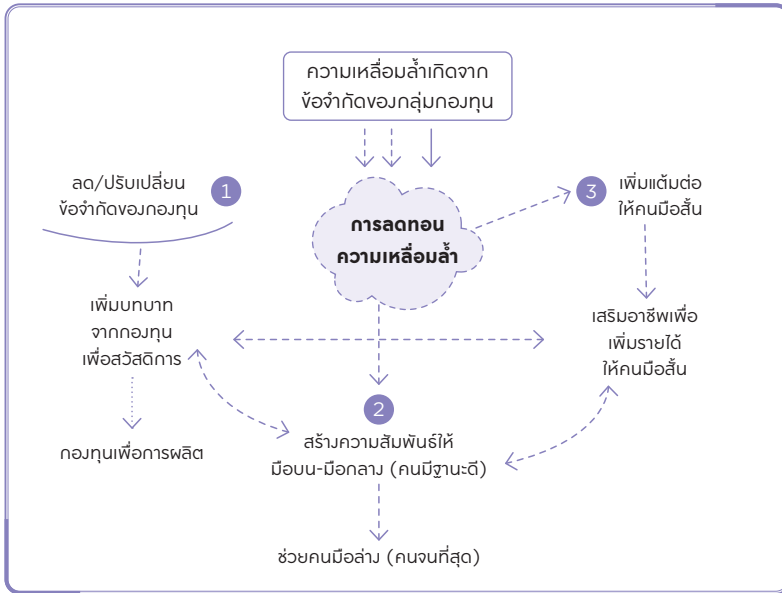 ความเหลื่อมล้ำเกิดจาก
ข้อจำกัดของกลุ่มกองทุน
ลด/ปรับเปลี่ยน
ข้อจำกัดของกองทุน
1
การลดทอน
ความเหลื่อมล้ำ
3
เพิ่มแต้มต่อ
ให้คนมือสั้น
เพิ่มบทบาท
จากกองทุน
เพื่อสวัสดิการ
เสริมอาชีพเพื่อ
เพิ่มรายได้
ให้คนมือสั้น
2
สร้างความสัมพันธ์ให้
มือบน-มือกลาง (คนมีฐานะดี)
กองทุนเพื่อการผลิต
ช่วยคนมือล่าง (คนจนที่สุด)